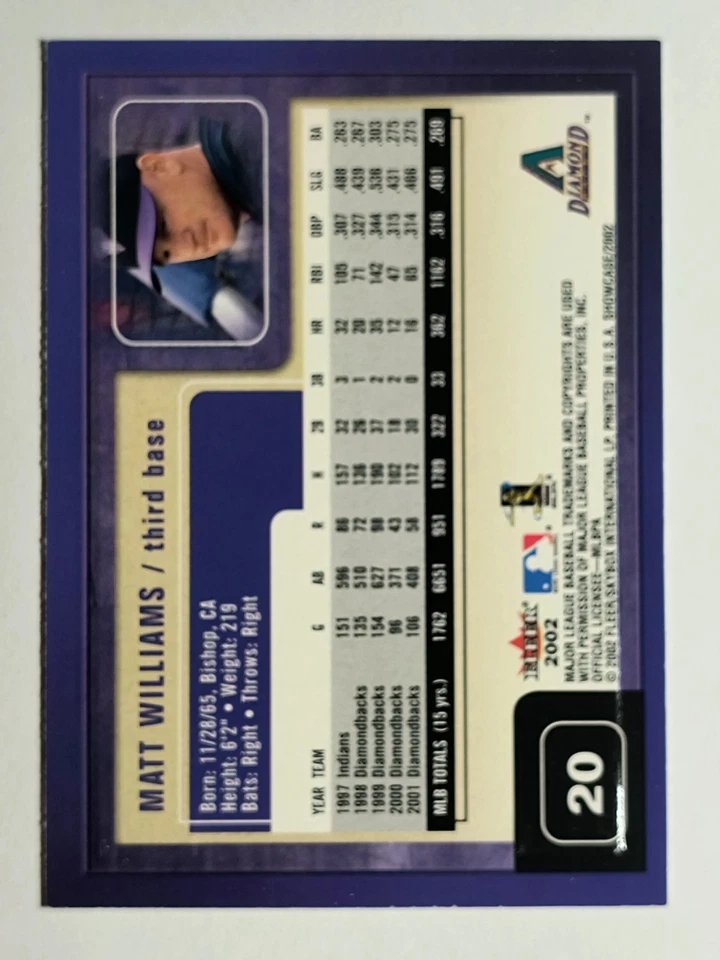 MATT WILLIAMS / third base
Born: 11/28/65, Bishop, CA
Height: 6'2" • Weight: 219
Bats: Right • Throws: Right
YEAR TEAM G AB R H 2B 3B HR RBI OBP SLG BA
1997 Indians 151 596 86 157 32 3 32 105 .307 .488 .263
1998 Diamondbacks 135 510 72 136 26 1 20 71 .327 .439 .267
1999 Diamondbacks 154 627 98 190 37 2 35 142 .344 .536 .303
2000 Diamondbacks 96 371 43 102 18 2 12 47 .315 .431 .275
2001 Diamondbacks 106 408 58 112 30 0 16 65 .314 .466 .275
MLB TOTALS (15 yrs.) 1762 6651 951 1789 322 33 362 1162 .316 .491 .269
20
FLEER
2002
DIAMOND
MAJOR LEAGUE BASEBALL TRADEMARKS AND COPYRIGHTS ARE USED
WITH PERMISSION OF MAJOR LEAGUE BASEBALL PROPERTIES, INC.
OFFICIAL LICENSEE—MLBPA
© 2002 FLEER/SKYBOX INTERNATIONAL LP. PRINTED IN U.S.A. SHOWCASE/2002